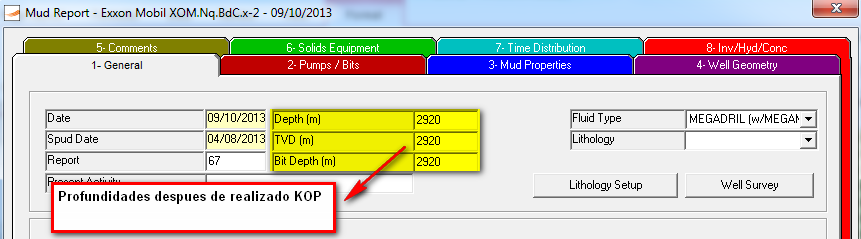 Mud Report - Exxon Mobil XOM.Nq.BdC.x-2 - 09/10/2013
5- Comments
6- Solids Equipment
7- Time Distribution
8- Inv/Hyd/Conc
1- General
2- Pumps / Bits
3- Mud Properties
4- Well Geometry
Date 09/10/2013 Depth (m) 2920 Fluid Type MEGADRIL (w/MEGAM
Spud Date 04/08/2013 TVD (m) 2920 Lithology
Report 67 Bit Depth (m) 2920
Present Activity
Lithology Setup Well Survey
Profundidades despues de realizado KOP